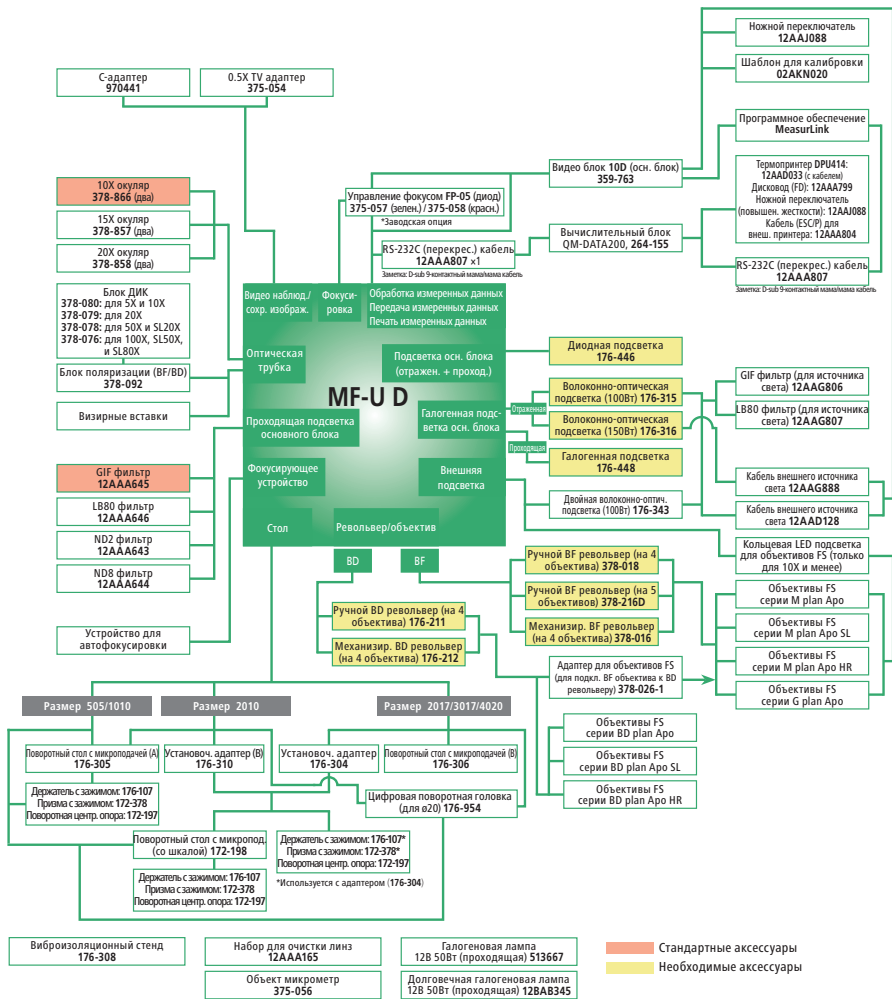 С-адаптер
970441
0.5X TV адаптер
375-054
Ножной переключатель
12AAJ088
Шаблон для калибровки
02AKN020
Программное обеспечение
MeasurLink
Видео блок 10D (осн. блок)
359-763
Термопринтер DPU414:
12AAD033 (с кабелем)
Дисковод (FD): 12AAA799
Ножной переключатель
(повышен. жесткости): 12AAJ088
Кабель (ESC/P) для
внеш. принтера: 12AAA804
10X окуляр
378-866 (два)
15X окуляр
378-857 (два)
20X окуляр
378-858 (два)
Управление фокусом FP-05 (диод)
375-057 (зелен.) / 375-058 (красн.)
*Заводская опция
RS-232C (перекрес.) кабель
12AAA807 ×1
Заметка: D-sub 9-контактный мама/мама кабель
Вычислительный блок
QM-DATA200, 264-155
RS-232C (перекрес.) кабель
12AAA807
Заметка: D-sub 9-контактный мама/мама кабель
Блок ДИК
378-080: для 5X и 10X
378-079: для 20X
378-078: для 50X и SL20X
378-076: для 100X, SL50X,
и SL80X
Блок поляризации (BF/BD)
378-092
Визирные вставки
Видео наблюд./
сохр. изображ.
Фокуси-
ровка
Обработка измеренных данных
Передача измеренных данных
Печать измеренных данных
Оптическая
трубка
Подсветка осн. блока
(отражен. + проход.)
MF-U D
Проходящая подсветка
основного блока
Галогенная подс-
ветка осн. блока
Фокусирующее
устройство
Внешняя
подсветка
Стол
Револьвер/объектив
BD
BF
Отраженная
Проходящая
Диодная подсветка
176-446
Волоконно-оптическая
подсветка (100Вт) 176-315
Волоконно-оптическая
подсветка (150Вт) 176-316
Галогенная подсветка
176-448
Двойная волоконно-оптич.
подсветка (100Вт) 176-343
GIF фильтр (для источника
света) 12AAG806
LB80 фильтр (для источника
света) 12AAG807
Кабель внешнего источника
света 12AAG888
Кабель внешнего источника
света 12AAD128
Кольцевая LED подсветка
для объективов FS (только
для 10X и менее)
GIF фильтр
12AAA645
LB80 фильтр
12AAA646
ND2 фильтр
12AAA643
ND8 фильтр
12AAA644
Устройство для
автофокусировки
Ручной BF револьвер (на 4
объектива) 378-018
Ручной BF револьвер (на 5
объективов) 378-216D
Механизир. BF револьвер
(на 4 объектива) 378-016
Ручной BD револьвер (на 4
объектива) 176-211
Механизир. BD револьвер
(на 4 объектива) 176-212
Адаптер для объективов FS
(для подкл. BF объектива к BD
револьверу) 378-026-1
Объективы FS
серии M plan Apo
Объективы FS
серии M plan Apo SL
Объективы FS
серии M plan Apo HR
Объективы FS
серии G plan Apo
Объективы FS
серии BD plan Apo
Объективы FS
серии BD plan Apo SL
Объективы FS
серии BD plan Apo HR
Размер 505/1010
Размер 2010
Размер 2017/3017/4020
Поворотный стол с микроподачей (A)
176-305
Установоч. адаптер (B)
176-310
Установоч. адаптер
176-304
Поворотный стол с микроподачей (B)
176-306
Держатель с зажимом: 176-107
Призма с зажимом: 172-378
Поворотная центр. опора: 172-197
Цифровая поворотная головка
(для ø20) 176-954
Поворотный стол с микропод.
(со шкалой) 172-198
Держатель с зажимом: 176-107*
Призма с зажимом: 172-378*
Поворотная центр. опора: 172-197
*Используется с адаптером (176-304)
Держатель с зажимом: 176-107
Призма с зажимом: 172-378
Поворотная центр. опора: 172-197
Виброизоляционный стенд
176-308
Набор для очистки линз
12AAA165
Объект микрометр
375-056
Галогеновая лампа
12В 50Вт (проходящая) 513667
Долговечная галогеновая лампа
12В 50Вт (проходящая) 12BAB345
Стандартные аксессуары
Необходимые аксессуары